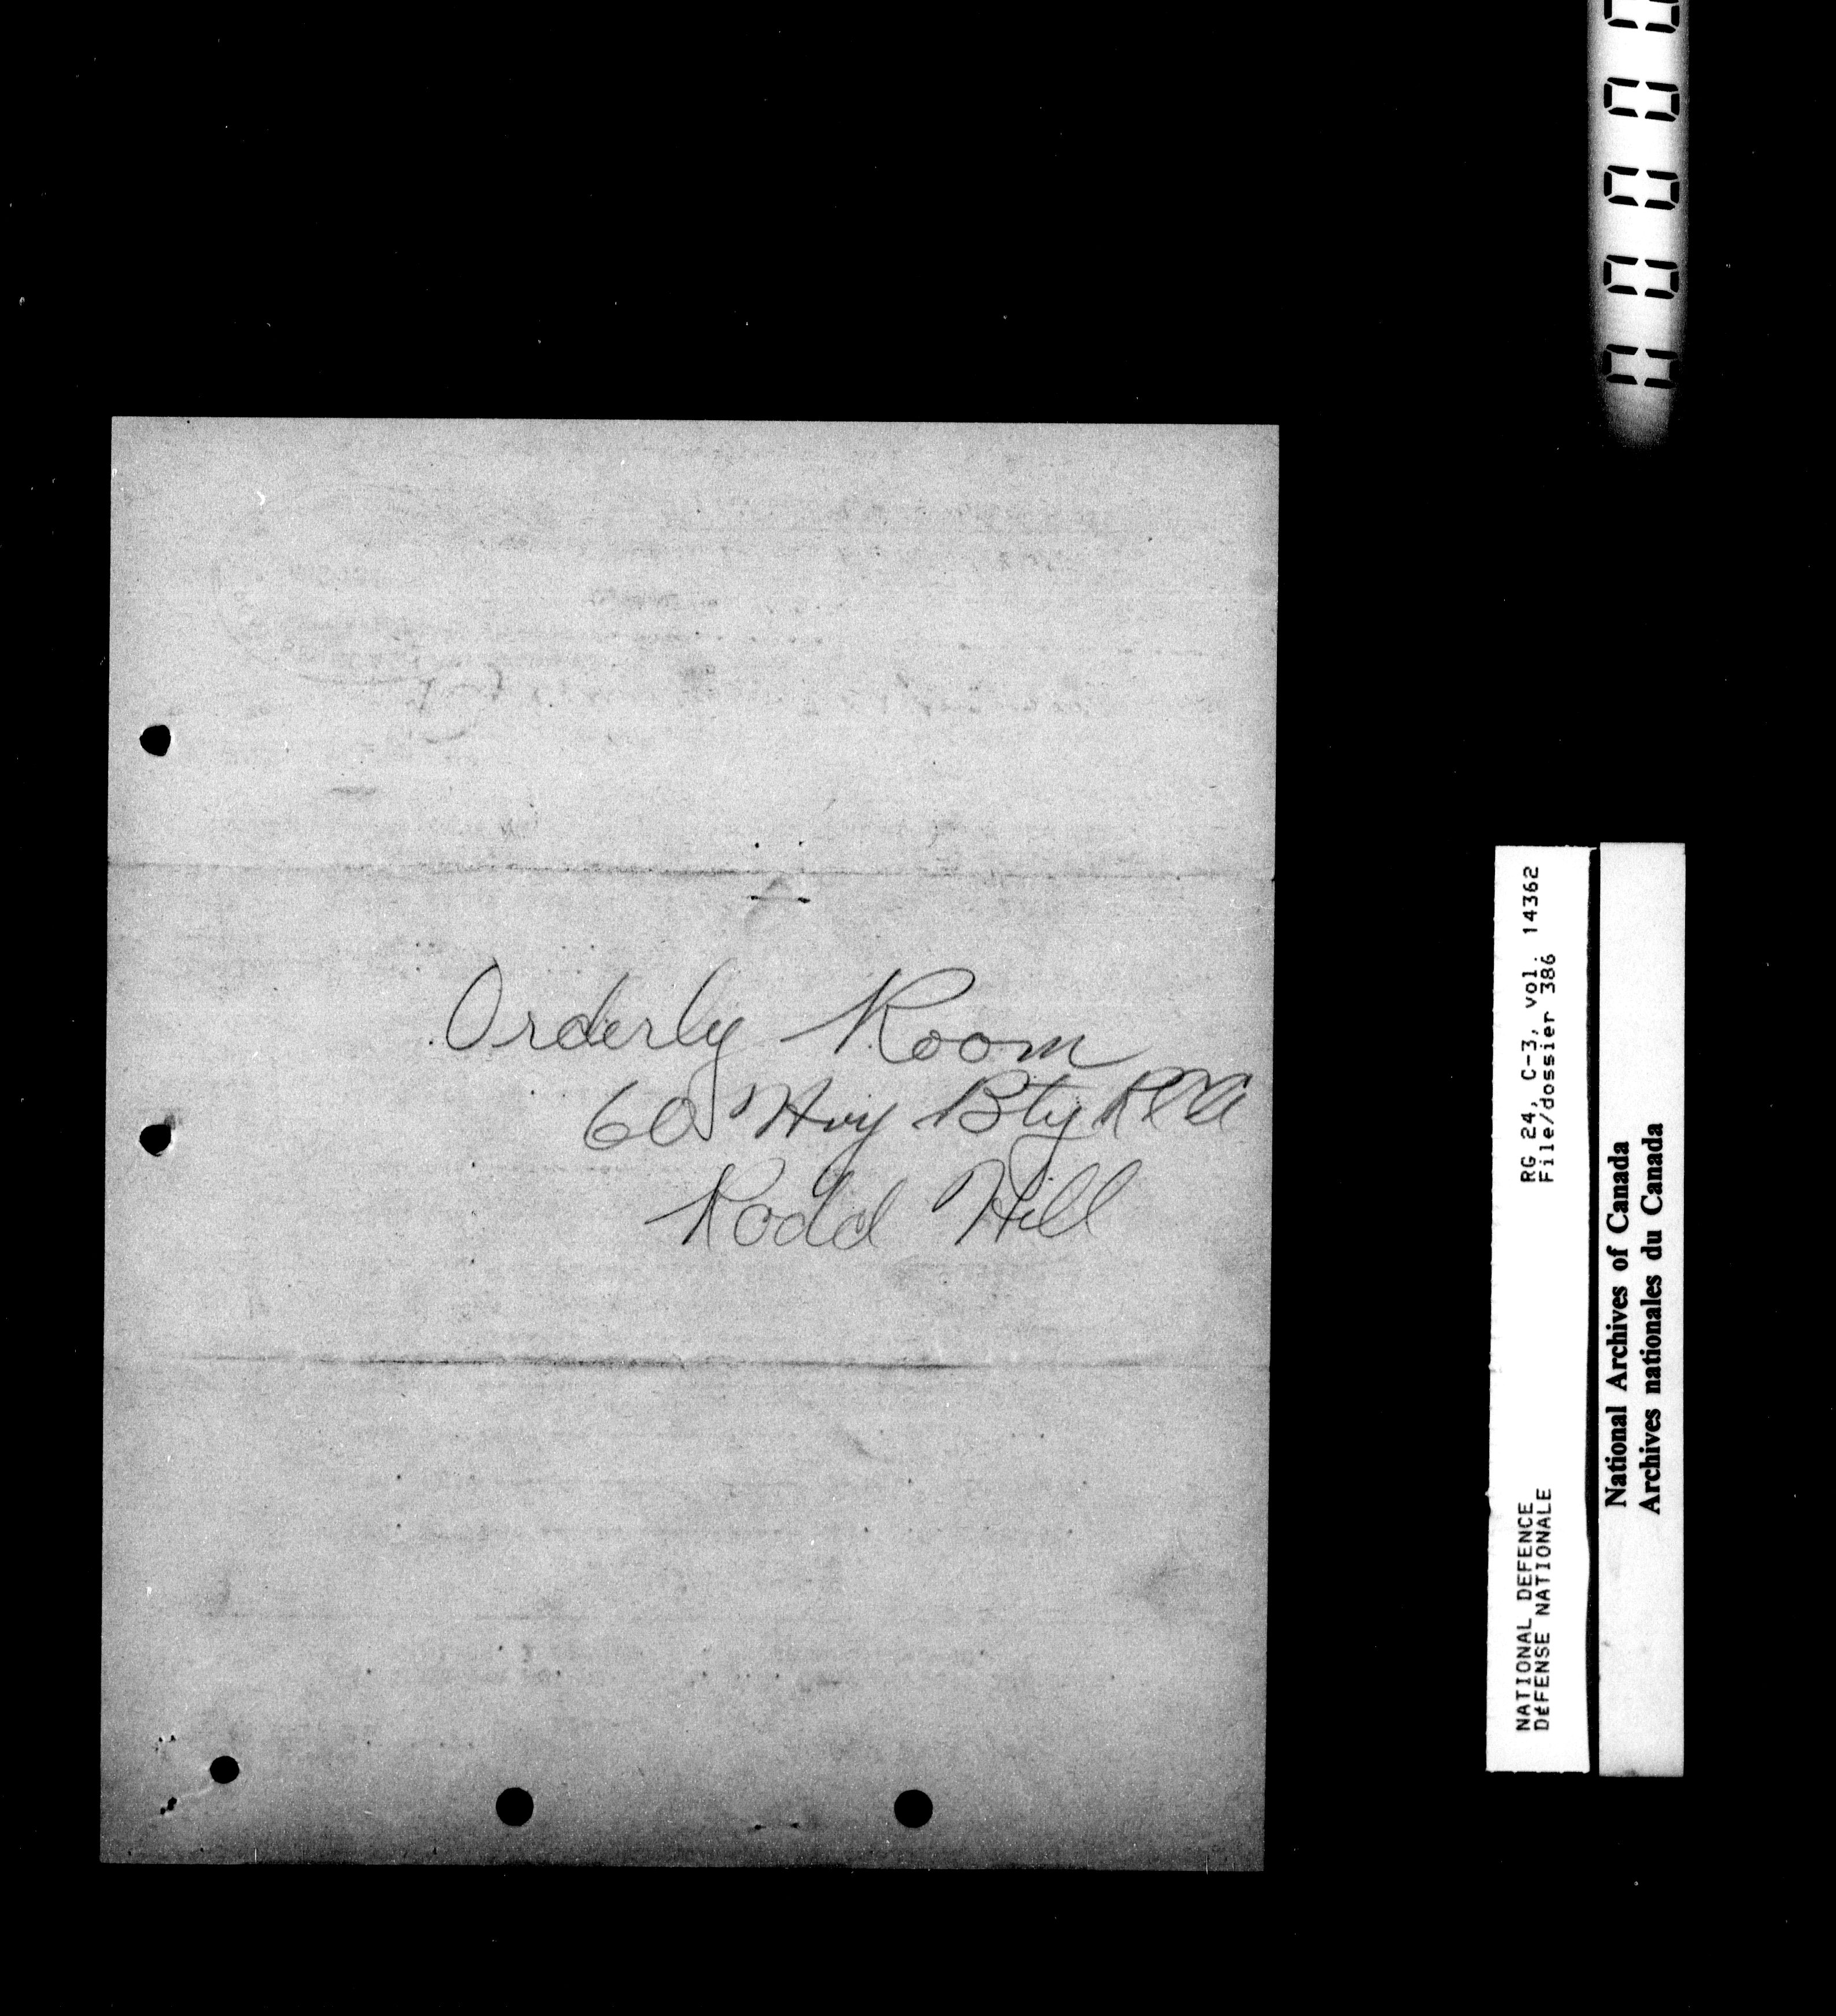 Orderly Room
60 Hvy Bty RCA
Rodd Hill
RG 24, C-3, vol. 14362
File/dossier 386
NATIONAL DEFENCE
DéFENSE NATIONALE
National Archives of Canada
Archives nationales du Canada